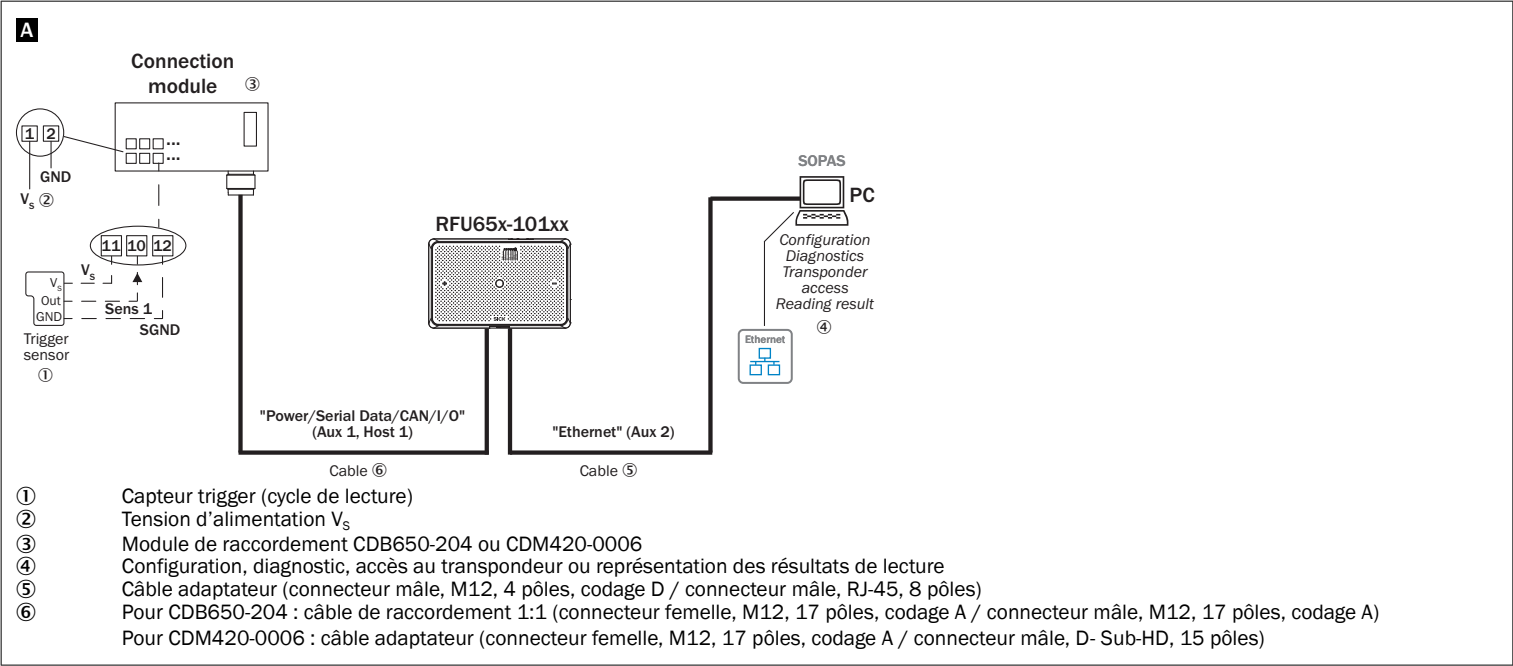 A
Connection
module ③
1 2
GND
V_s ②
...
...
11 10 12
V_s
V_s
Out
GND
Sens 1
SGND
Trigger
sensor
①
RFU65x-101xx
SICK
SOPAS
PC
Configuration
Diagnostics
Transponder
access
Reading result
④
Ethernet
"Power/Serial Data/CAN/I/O"
(Aux 1, Host 1)
Cable ⑥
"Ethernet" (Aux 2)
Cable ⑤
① Capteur trigger (cycle de lecture)
② Tension d’alimentation V_S
③ Module de raccordement CDB650-204 ou CDM420-0006
④ Configuration, diagnostic, accès au transpondeur ou représentation des résultats de lecture
⑤ Câble adaptateur (connecteur mâle, M12, 4 pôles, codage D / connecteur mâle, RJ-45, 8 pôles)
⑥ Pour CDB650-204 : câble de raccordement 1:1 (connecteur femelle, M12, 17 pôles, codage A / connecteur mâle, M12, 17 pôles, codage A)
Pour CDM420-0006 : câble adaptateur (connecteur femelle, M12, 17 pôles, codage A / connecteur mâle, D- Sub-HD, 15 pôles)